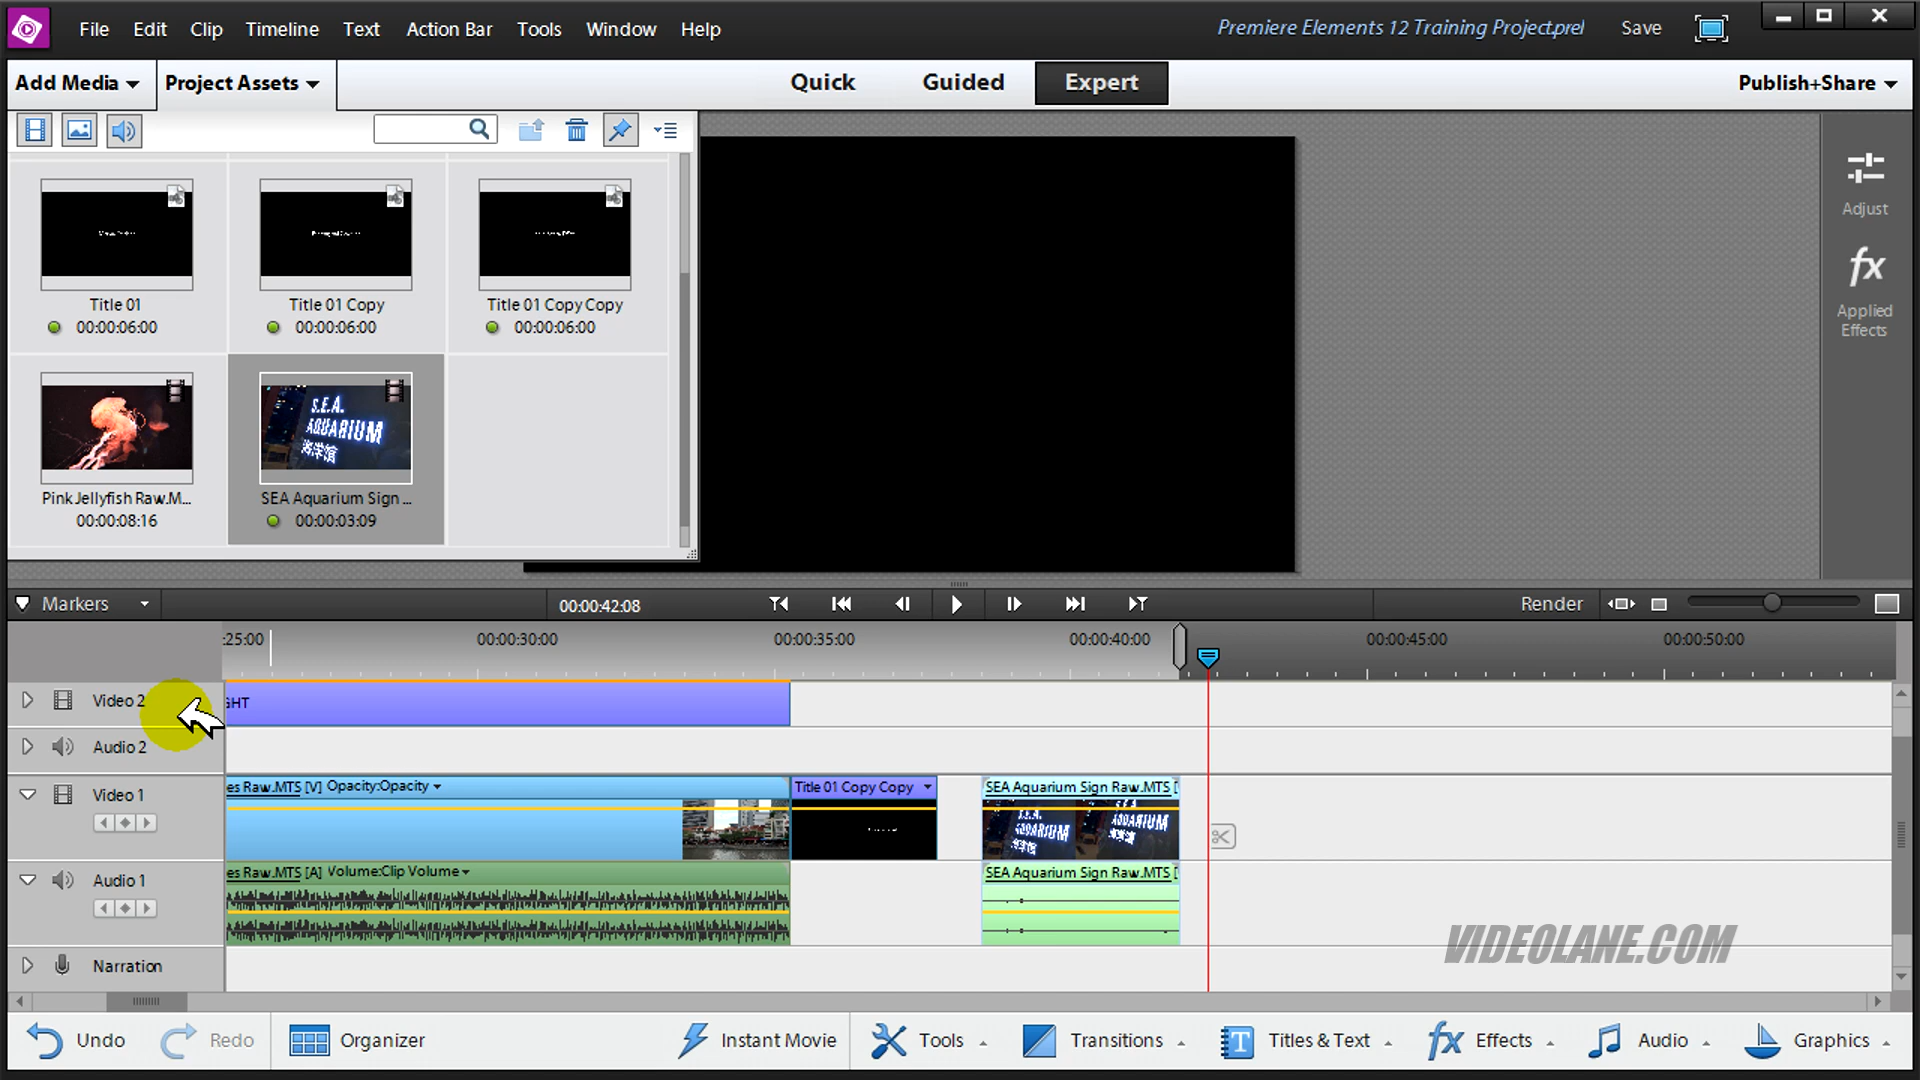 File Edit Clip Timeline Text Action Bar Tools Window Help
Premiere Elements 12 Training Project.prel
Save
Add Media
Project Assets
Quick
Guided
Expert
Publish+Share
Title 01
00:00:06:00
Title 01 Copy
00:00:06:00
Title 01 Copy Copy
00:00:06:00
S.E.A.
AQUARIUM
海洋馆
Pink Jellyfish Raw.M...
00:00:08:16
SEA Aquarium Sign ...
00:00:03:09
Adjust
fx
Applied
Effects
Markers
00:00:42:08
Render
:25:00
00:00:30:00
00:00:35:00
00:00:40:00
00:00:45:00
00:00:50:00
Video 2
GHT
Audio 2
Video 1
es Raw.MTS [V] Opacity:Opacity
Title 01 Copy Copy
SEA Aquarium Sign Raw.MTS [
Audio 1
es Raw.MTS [A] Volume:Clip Volume
SEA Aquarium Sign Raw.MTS [
VIDEOLANE.COM
Narration
Undo
Redo
Organizer
Instant Movie
Tools
Transitions
T
Titles & Text
fx
Effects
Audio
Graphics